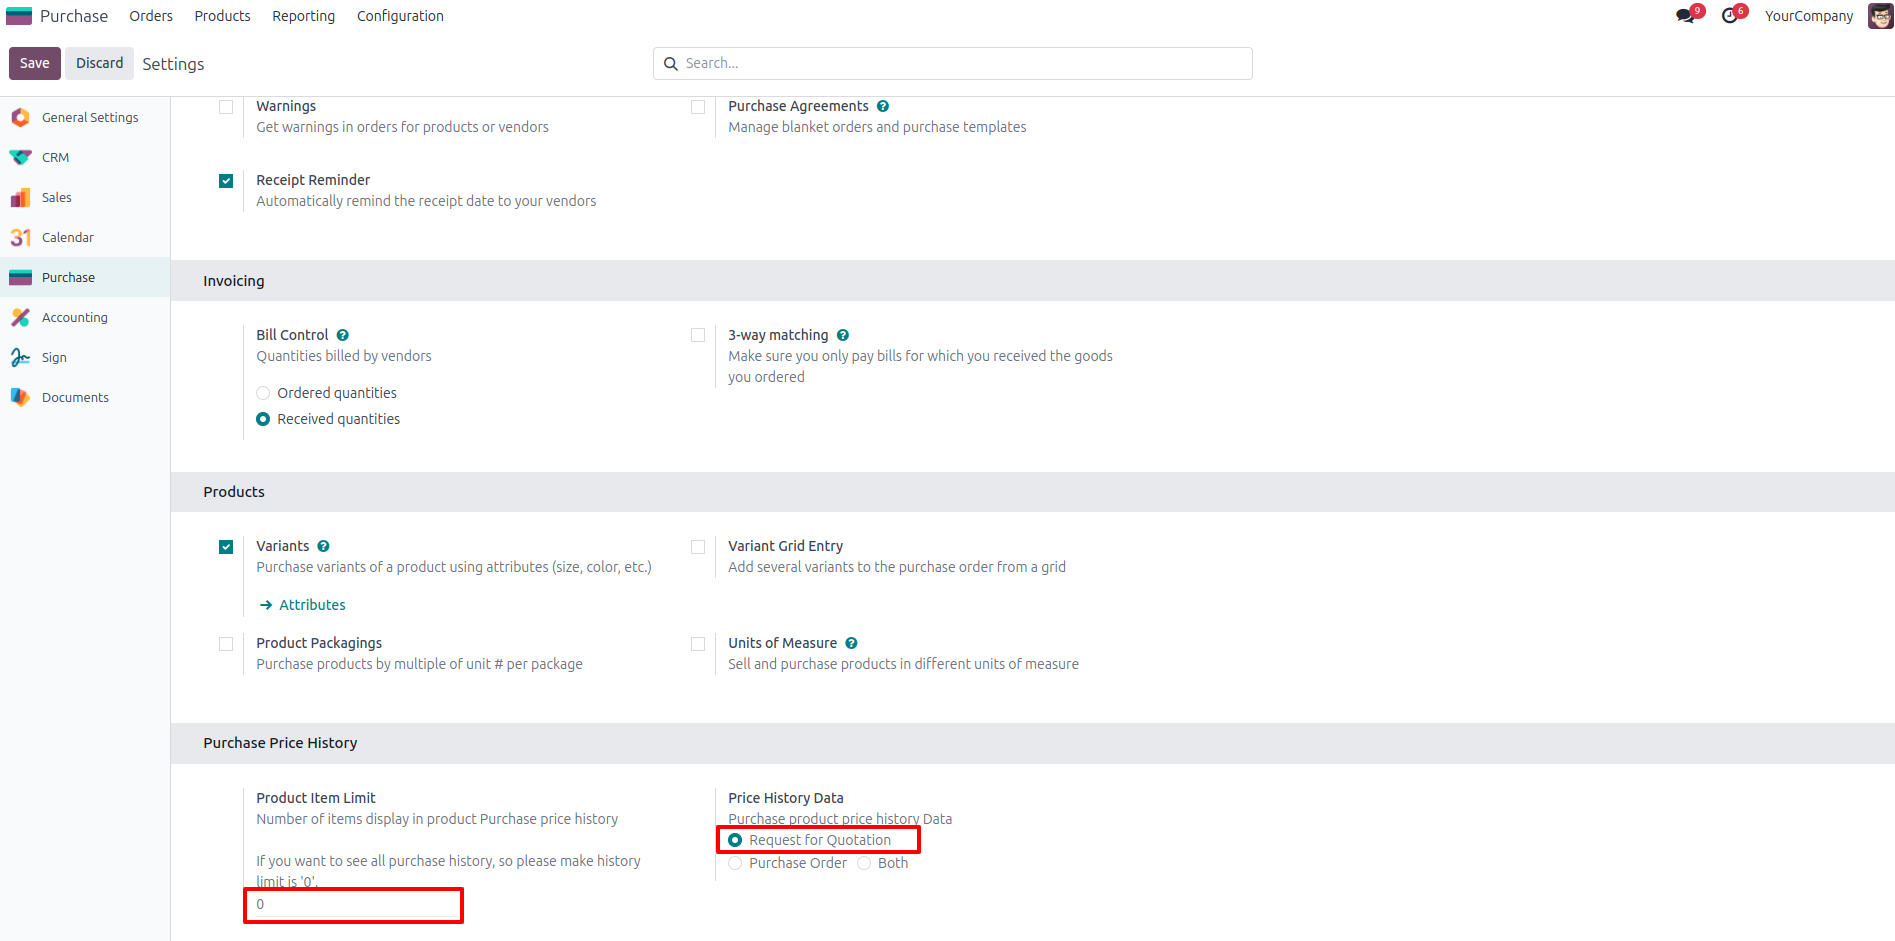 Purchase Orders Products Reporting Configuration 9 6 YourCompany
Save Discard Settings Search...
General Settings
CRM
Sales
31 Calendar
Purchase
Accounting
Sign
Documents
Warnings
Get warnings in orders for products or vendors
Purchase Agreements ?
Manage blanket orders and purchase templates
Receipt Reminder
Automatically remind the receipt date to your vendors
Invoicing
Bill Control ?
Quantities billed by vendors
Ordered quantities
Received quantities
3-way matching ?
Make sure you only pay bills for which you received the goods
you ordered
Products
Variants ?
Purchase variants of a product using attributes (size, color, etc.)
Attributes
Variant Grid Entry
Add several variants to the purchase order from a grid
Product Packagings
Purchase products by multiple of unit # per package
Units of Measure ?
Sell and purchase products in different units of measure
Purchase Price History
Product Item Limit
Number of items display in product Purchase price history
If you want to see all purchase history, so please make history
limit is '0'.
0
Price History Data
Purchase product price history Data
Request for Quotation
Purchase Order Both